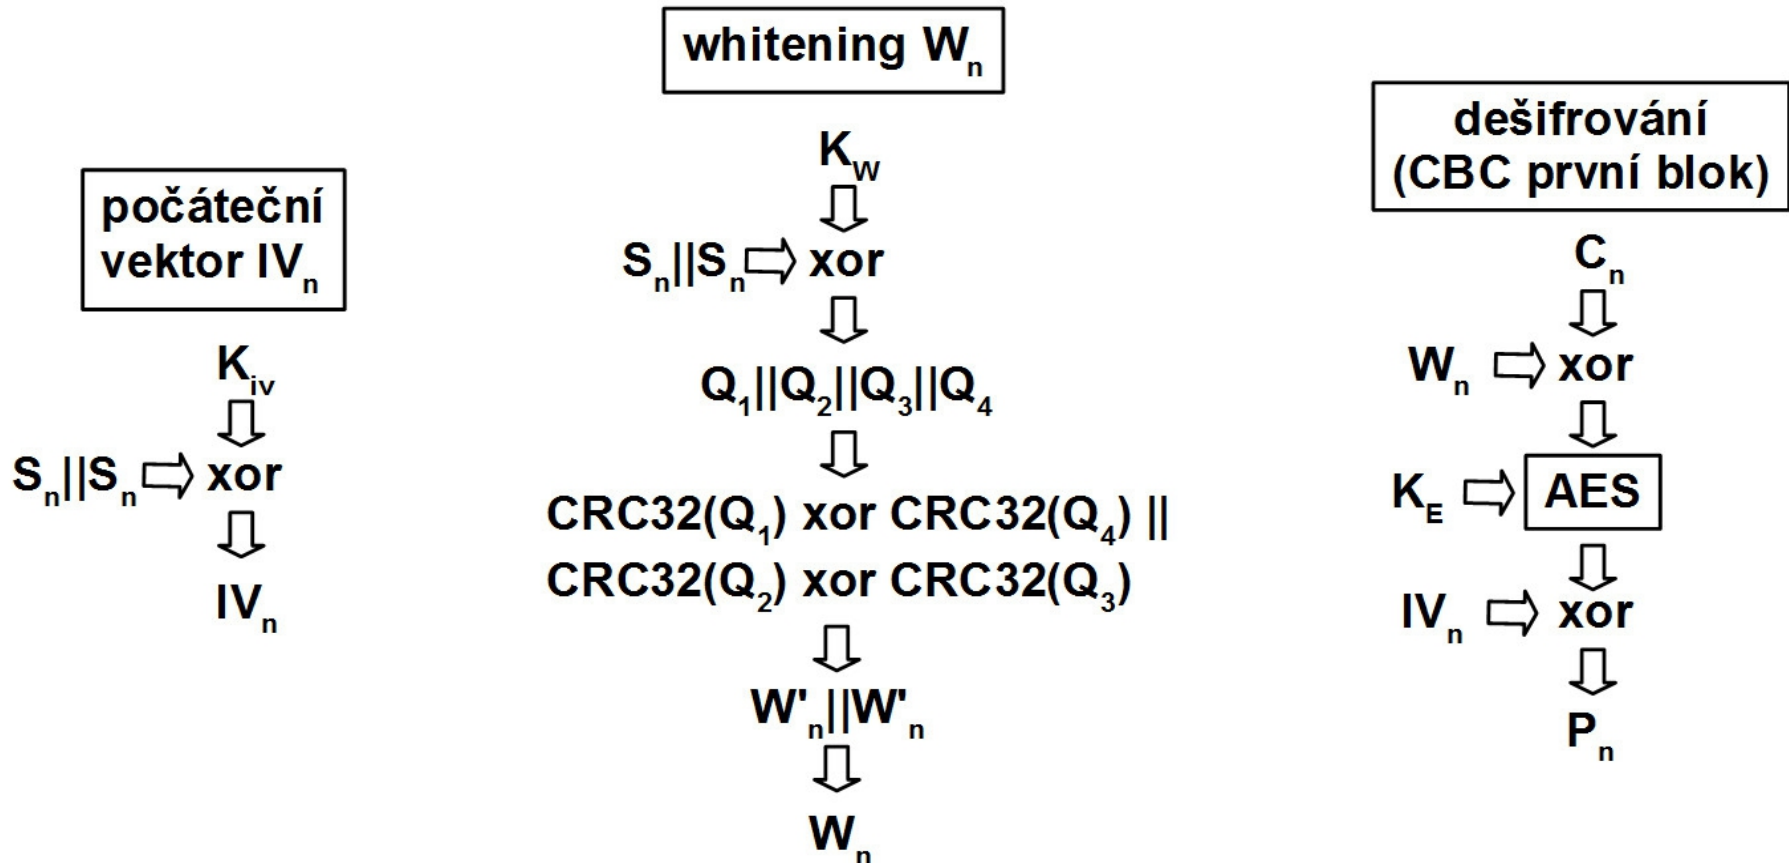 počáteční
vektor IVn
Kiv
Sn||Sn xor
IVn
whitening Wn
KW
Sn||Sn xor
Q1||Q2||Q3||Q4
CRC32(Q1) xor CRC32(Q4) ||
CRC32(Q2) xor CRC32(Q3)
W'n||W'n
Wn
dešifrování
(CBC první blok)
Cn
Wn xor
KE AES
IVn xor
Pn